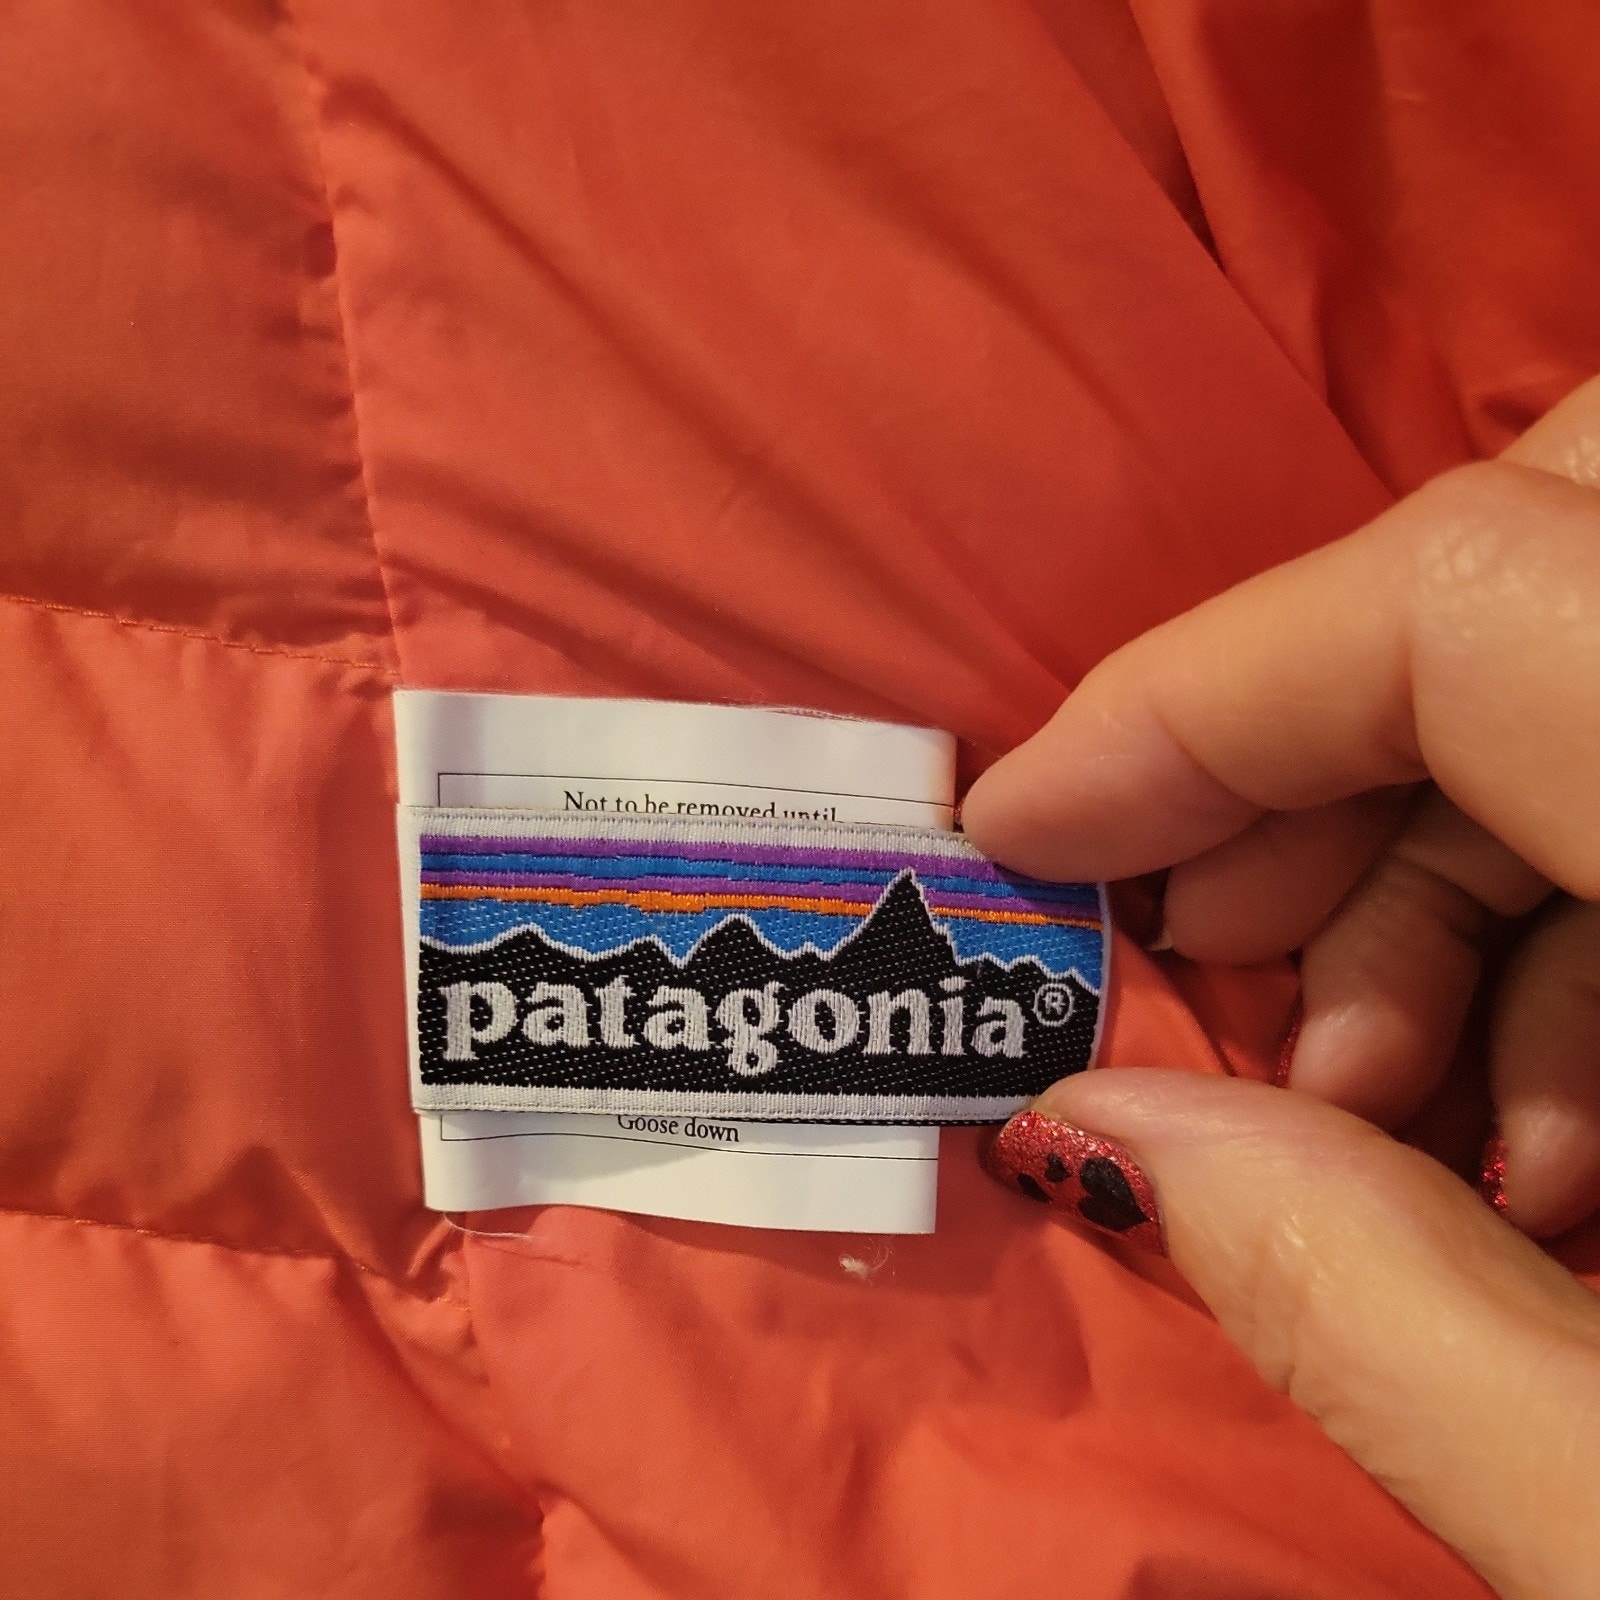 Not to be removed until
patagonia®
Goose down